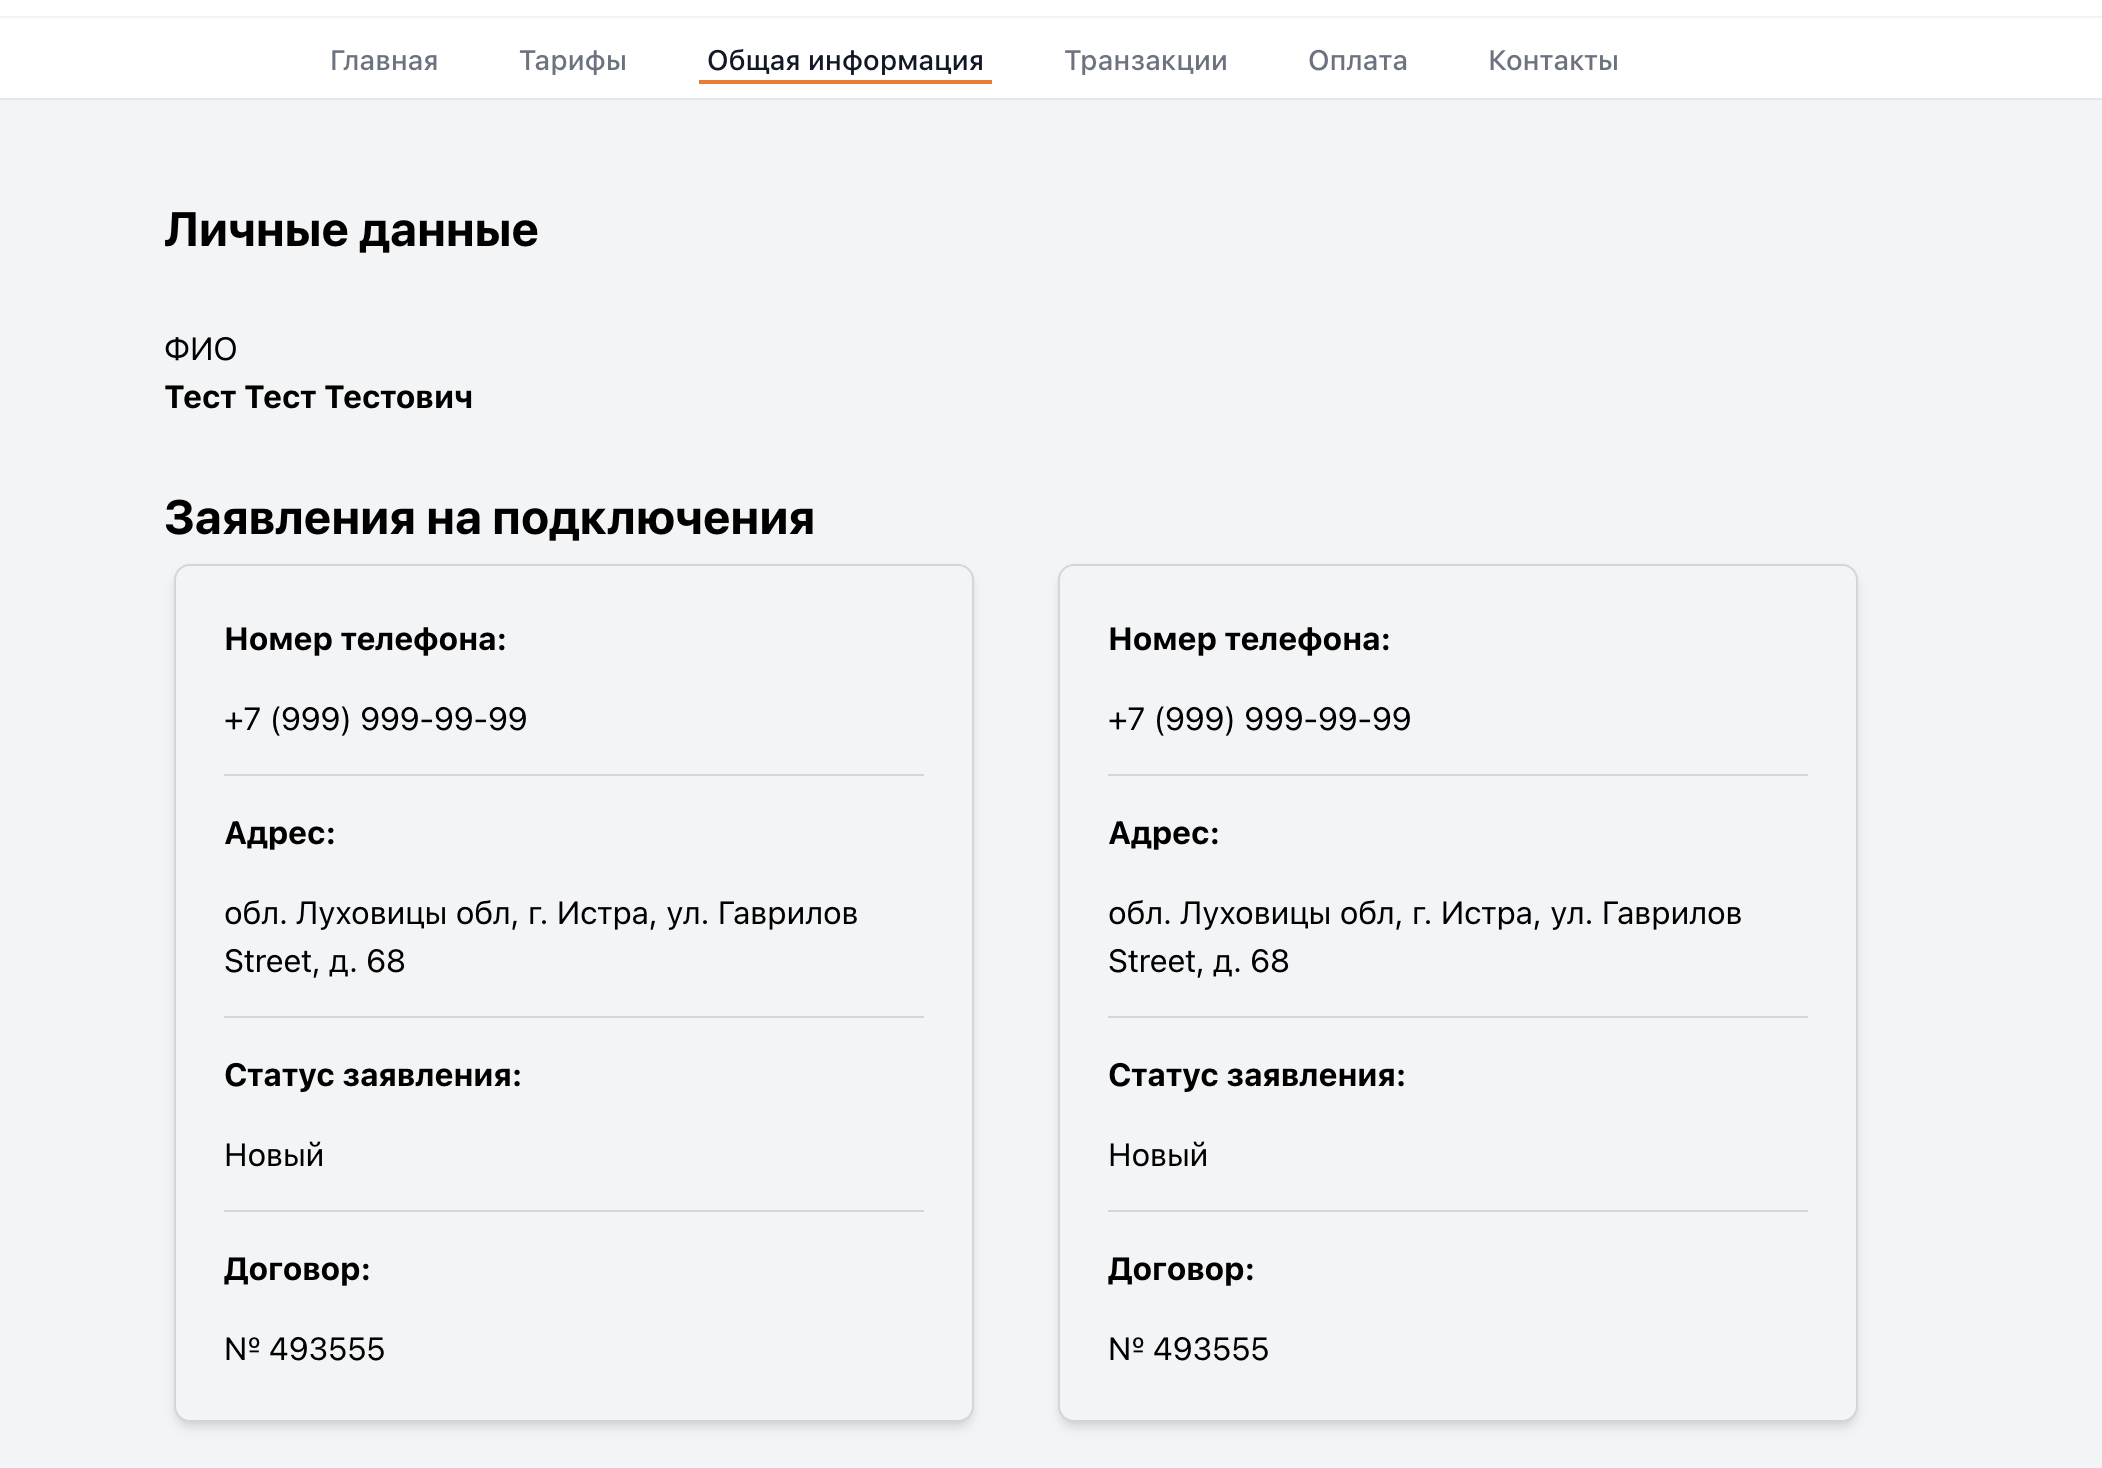 Главная Тарифы Общая информация Транзакции Оплата Контакты
Личные данные
ФИО
Тест Тест Тестович
Заявления на подключения
Номер телефона:
+7 (999) 999-99-99
Адрес:
обл. Луховицы обл, г. Истра, ул. Гаврилов
Street, д. 68
Статус заявления:
Новый
Договор:
№ 493555
Номер телефона:
+7 (999) 999-99-99
Адрес:
обл. Луховицы обл, г. Истра, ул. Гаврилов
Street, д. 68
Статус заявления:
Новый
Договор:
№ 493555